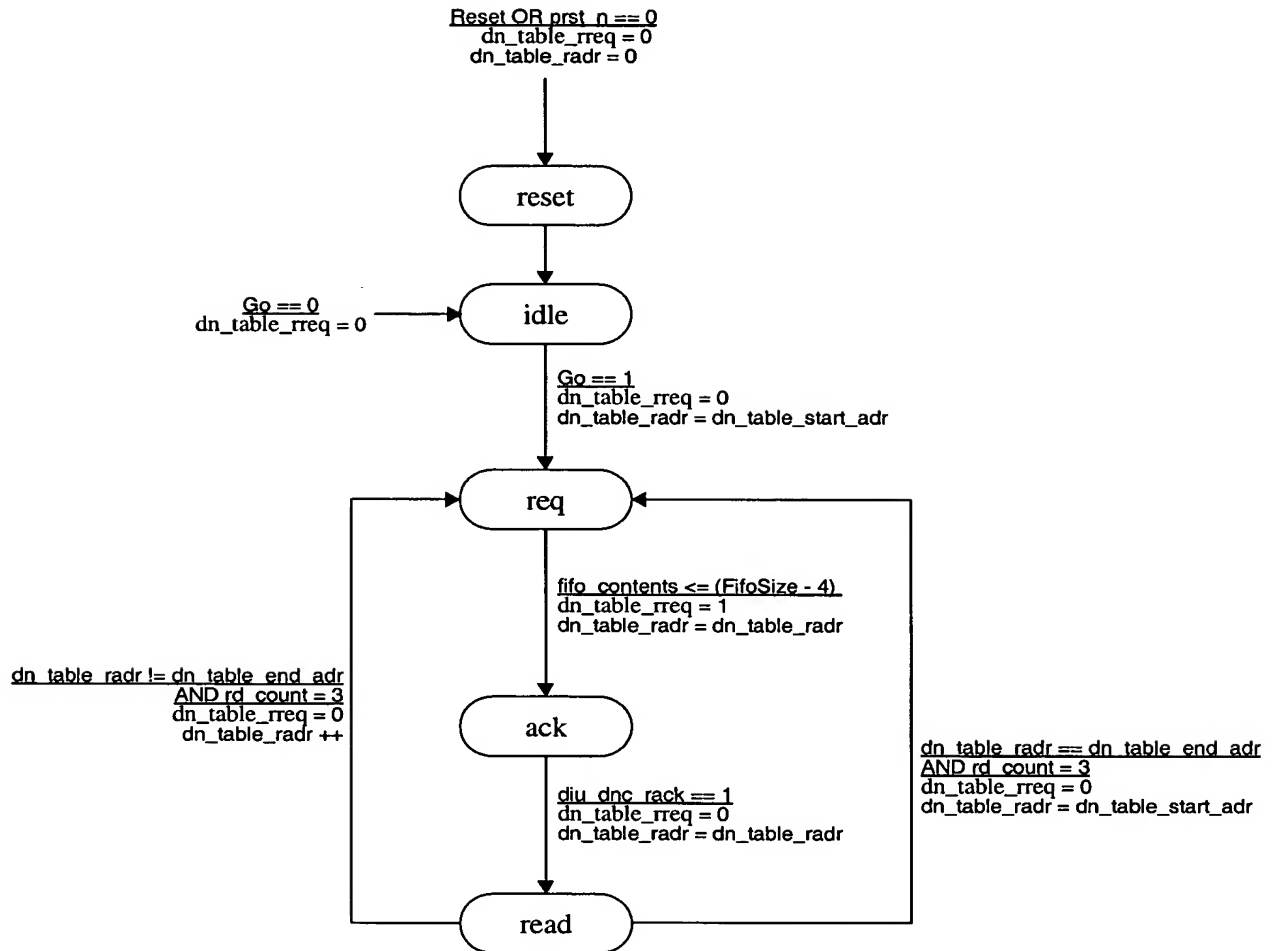 Reset OR prst_n == 0
dn_table_rreq = 0
dn_table_radr = 0
reset
Go == 0
dn_table_rreq = 0
idle
Go == 1
dn_table_rreq = 0
dn_table_radr = dn_table_start_adr
req
fifo_contents <= (FifoSize - 4)
dn_table_rreq = 1
dn_table_radr = dn_table_radr
dn_table_radr != dn_table_end_adr
AND rd_count = 3
dn_table_rreq = 0
dn_table_radr ++
ack
dn_table_radr == dn_table_end_adr
AND rd_count = 3
dn_table_rreq = 0
dn_table_radr = dn_table_start_adr
diu_dnc_rack == 1
dn_table_rreq = 0
dn_table_radr = dn_table_radr
read